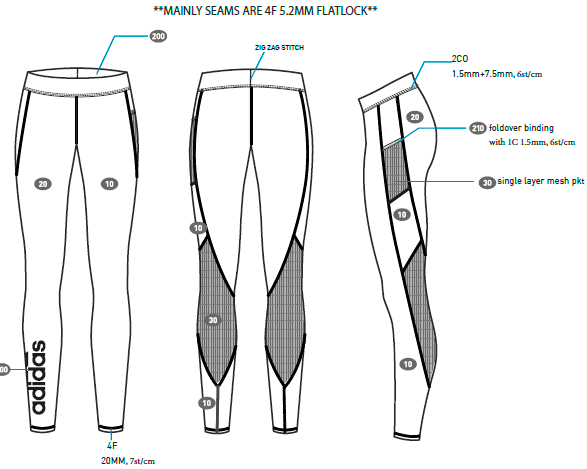 **MAINLY SEAMS ARE 4F 5.2MM FLATLOCK**
200
ZIG ZAG STITCH
2CO
1.5mm+7.5mm, 6st/cm
20
210 foldover binding
with 1C 1.5mm, 6st/cm
20
10
30 single layer mesh pkt
10
10
30
10
10
00
adidas
4F
20MM, 7st/cm